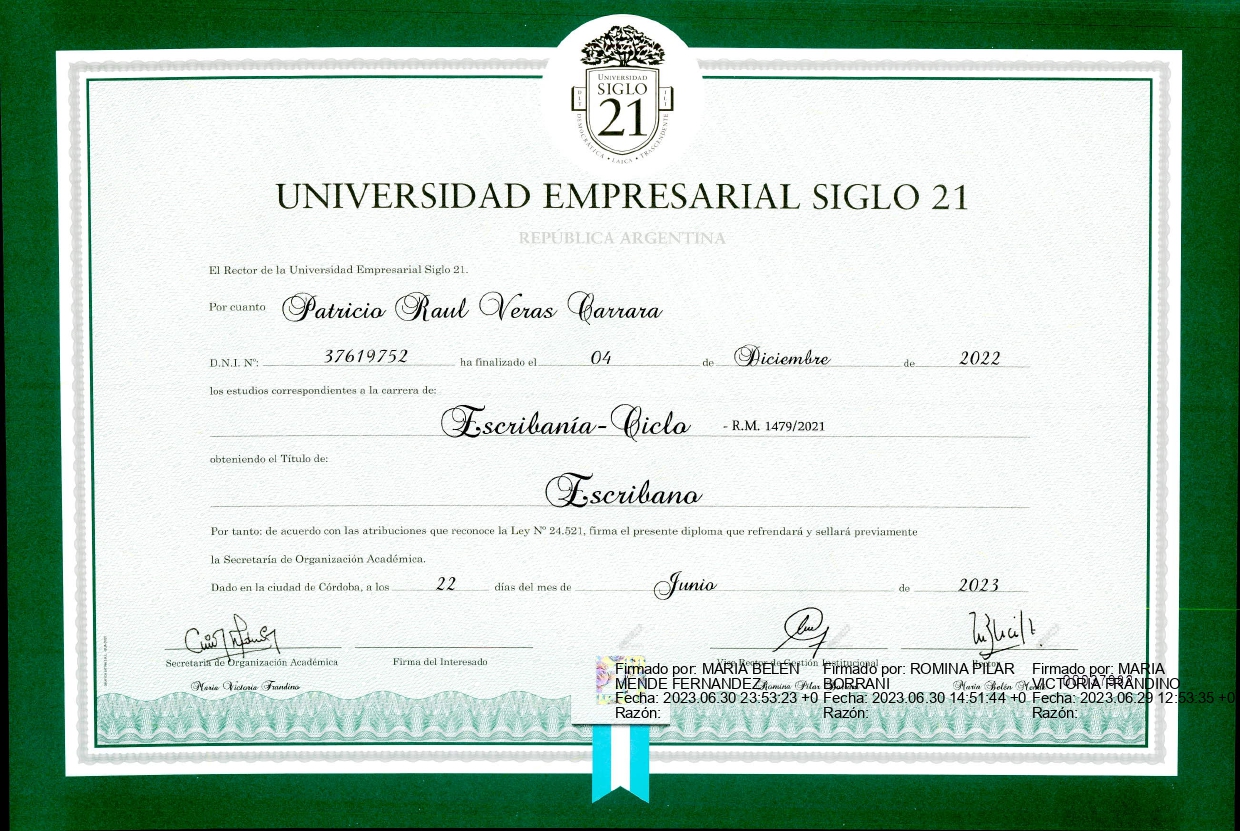 UNIVERSIDAD
SIGLO
21
DEMOCRÁTICA • LAICA • TRASCENDENTE
UNIVERSIDAD EMPRESARIAL SIGLO 21
REPÚBLICA ARGENTINA
El Rector de la Universidad Empresarial Siglo 21.
Por cuanto Patricio Raul Veras Carrara
D.N.I. Nº: 37619752 ha finalizado el 04 de Diciembre de 2022
los estudios correspondientes a la carrera de:
Escribanía-Ciclo - R.M. 1479/2021
obteniendo el Título de:
Escribano
Por tanto: de acuerdo con las atribuciones que reconoce la Ley Nº 24.521, firma el presente diploma que refrendará y sellará previamente
la Secretaría de Organización Académica.
Dado en la ciudad de Córdoba, a los 22 días del mes de Junio de 2023
Secretaría de Organización Académica Firma del Interesado Vice Rector de Gestión Institucional
Maria Victoria Frandino Romina Pilar Maria Belén
Firmado por: MARIA BELEN
MENDE FERNANDEZ
Fecha: 2023.06.30 23:53:23 +0
Razón:
Firmado por: ROMINA PILAR
BORRANI
Fecha: 2023.06.30 14:51:44 +0
Razón:
Firmado por: MARIA
VICTORIA FRANDINO
Fecha: 2023.06.29 12:53:35 +0
Razón: